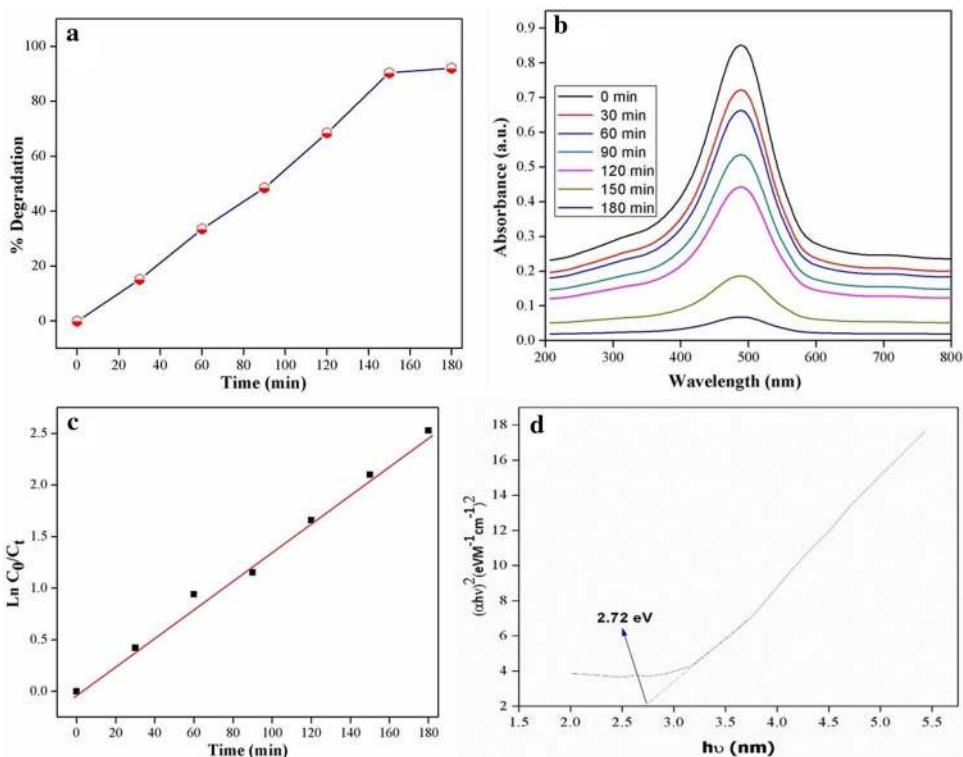 a
100
80
60
40
20
0
% Degradation
0 20 40 60 80 100 120 140 160 180
Time (min)
b
0.9
0.8
0.7
0.6
0.5
0.4
0.3
0.2
0.1
0.0
Absorbance (a.u.)
0 min
30 min
60 min
90 min
120 min
150 min
180 min
200 300 400 500 600 700 800
Wavelength (nm)
c
2.5
2.0
1.5
1.0
0.5
0.0
Ln C0/Ct
0 20 40 60 80 100 120 140 160 180
Time (min)
d
18
16
14
12
10
8
6
4
2
(αhν)² (eVM⁻¹cm⁻¹,)²
2.72 eV
1.5 2.0 2.5 3.0 3.5 4.0 4.5 5.0 5.5
hυ (nm)